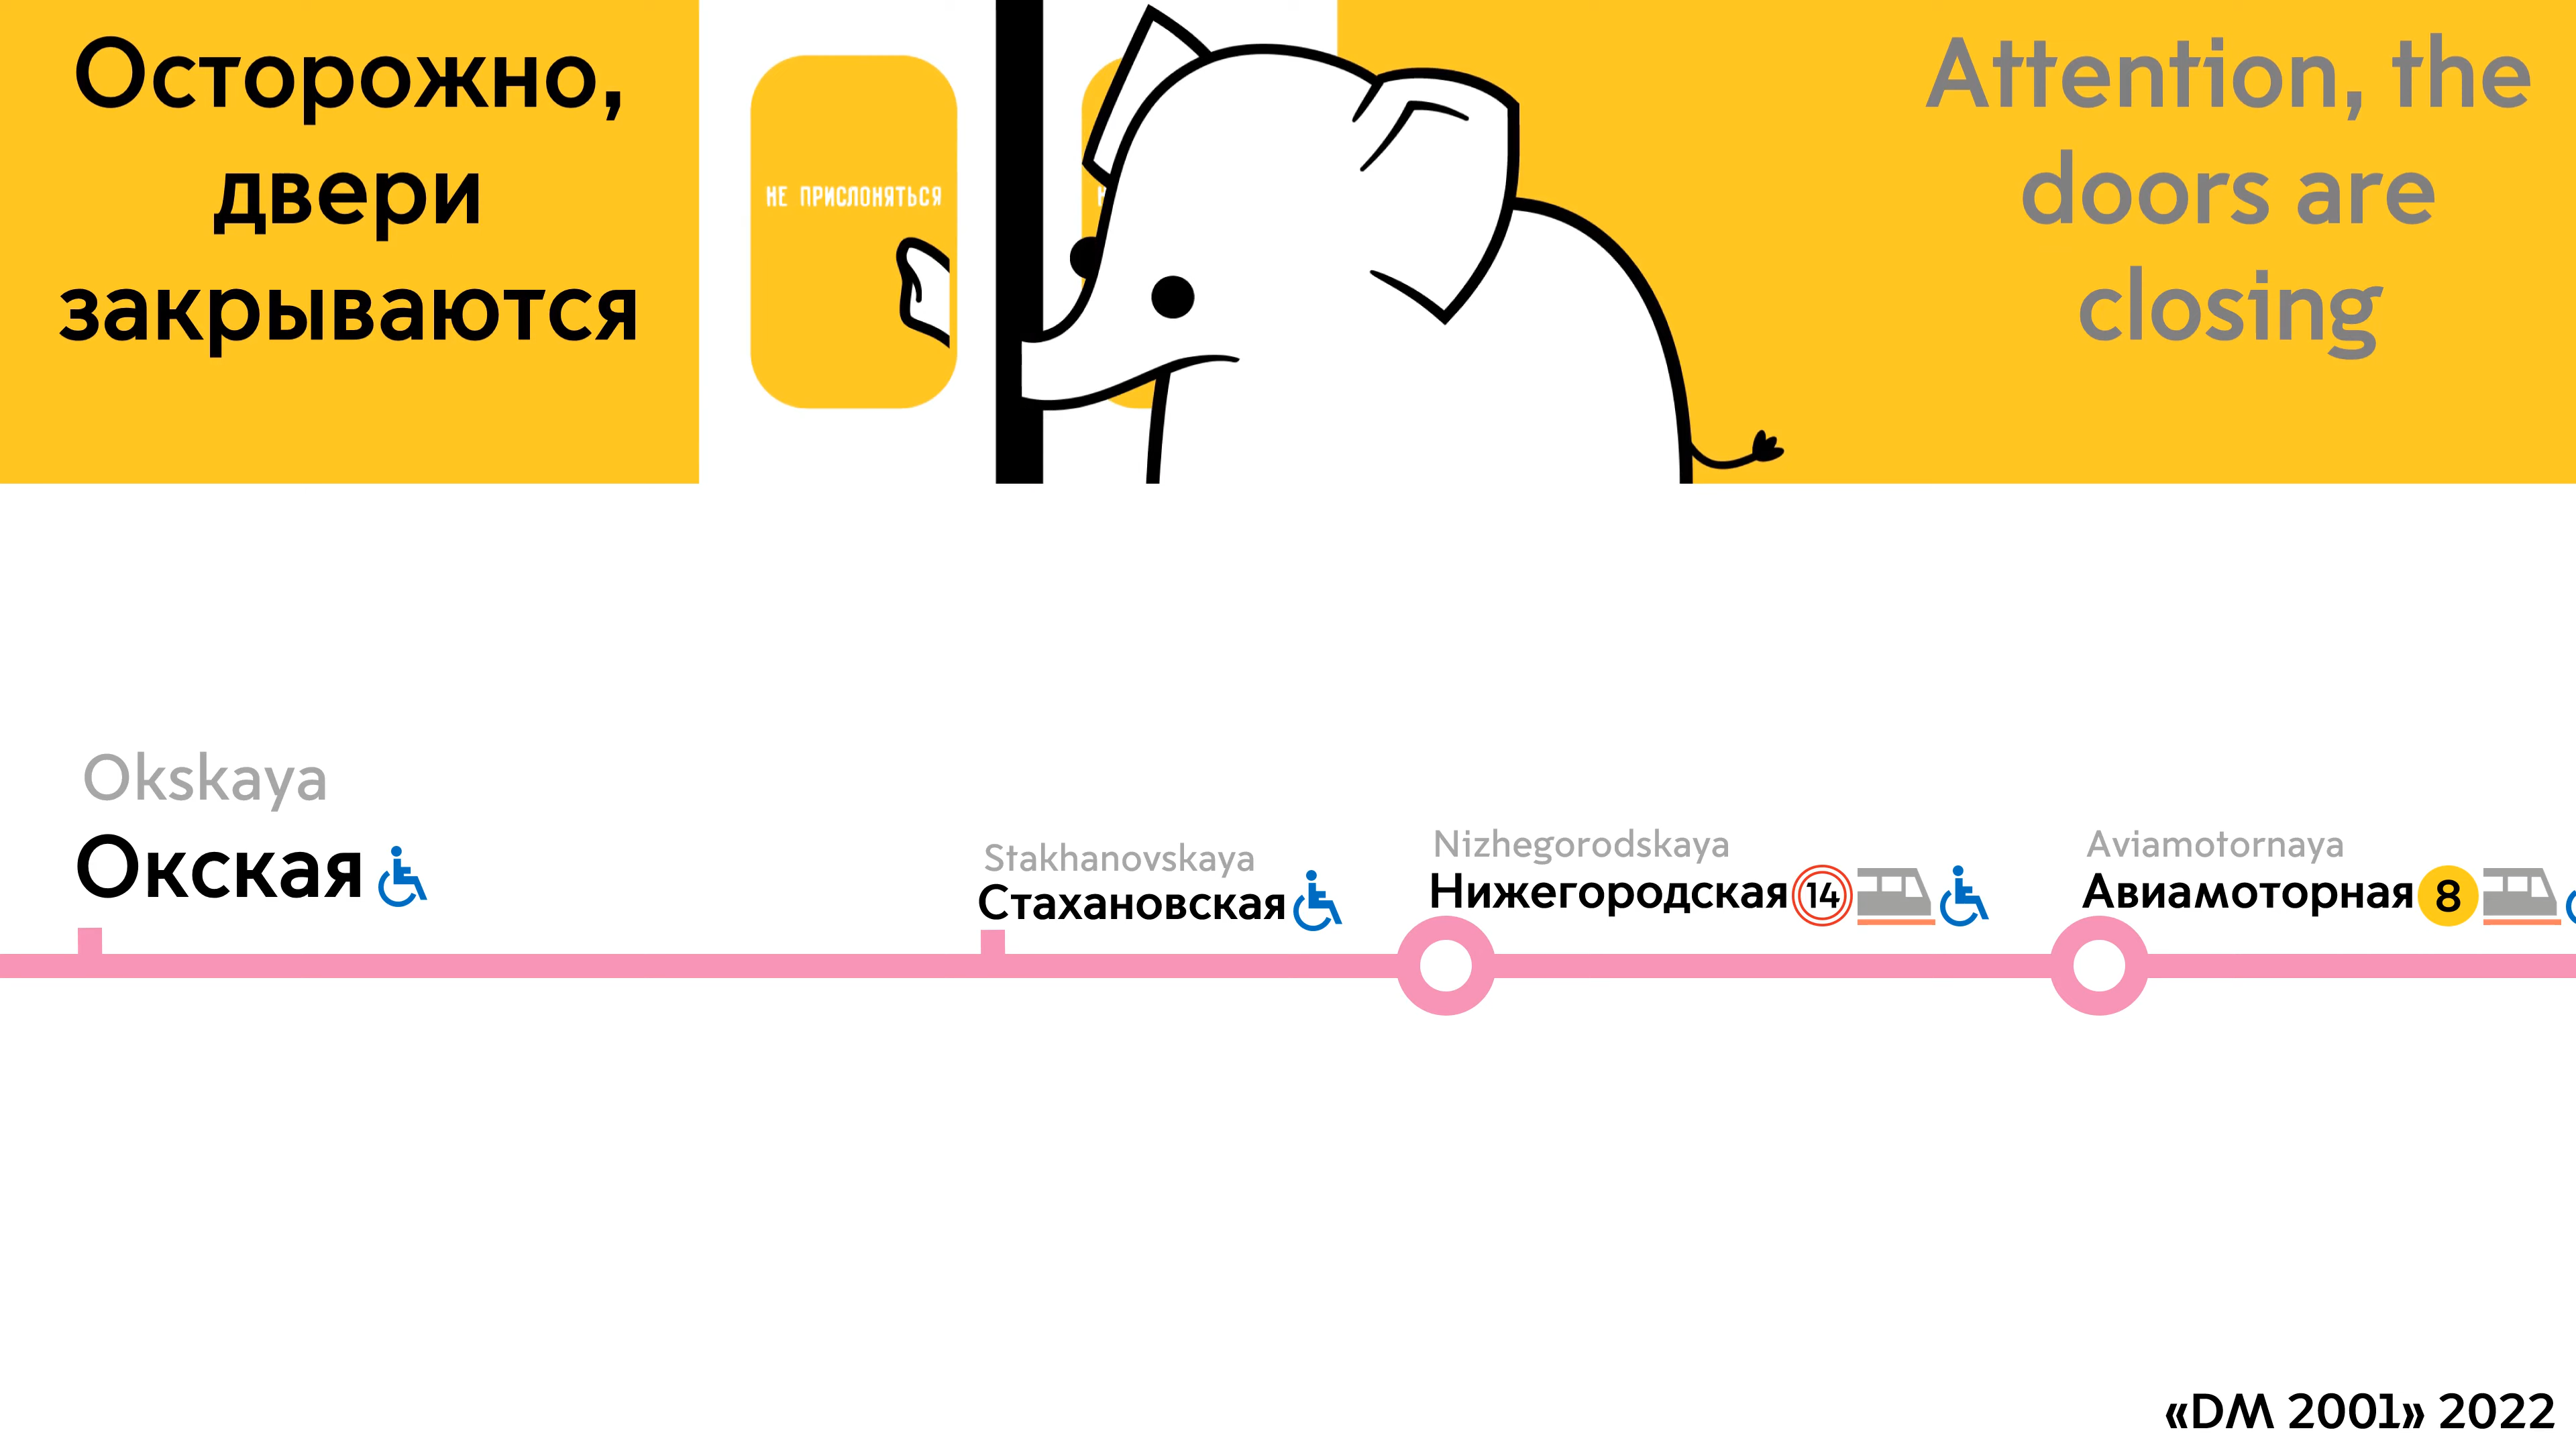 Осторожно,
двери
закрываются
НЕ ПРИСЛОНЯТЬСЯ
Attention, the
doors are
closing
Okskaya
Окская
Stakhanovskaya
Стахановская
Nizhegorodskaya
Нижегородская 14
Aviamotornaya
Авиамоторная 8
«DM 2001» 2022